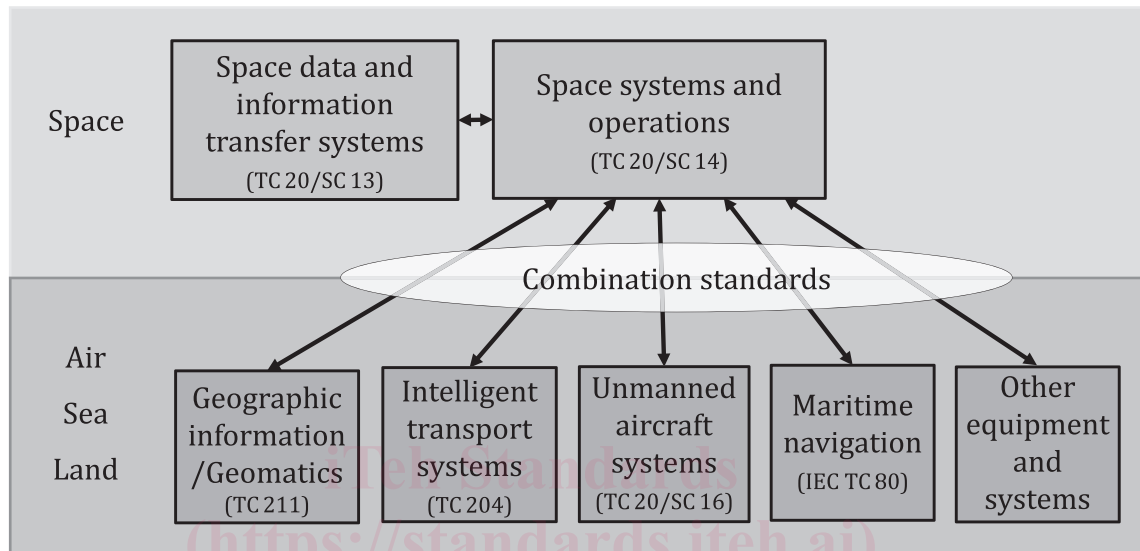 Space
Space data and
information
transfer systems
(TC 20/SC 13)
Space systems and
operations
(TC 20/SC 14)
Combination standards
Air
Sea
Land
Geographic
information
/Geomatics
(TC 211)
Intelligent
transport
systems
(TC 204)
Unmanned
aircraft
systems
(TC 20/SC 16)
Maritime
navigation
(IEC TC 80)
Other
equipment
and
systems
iTeh Standards
(https://standards.iteh.ai)